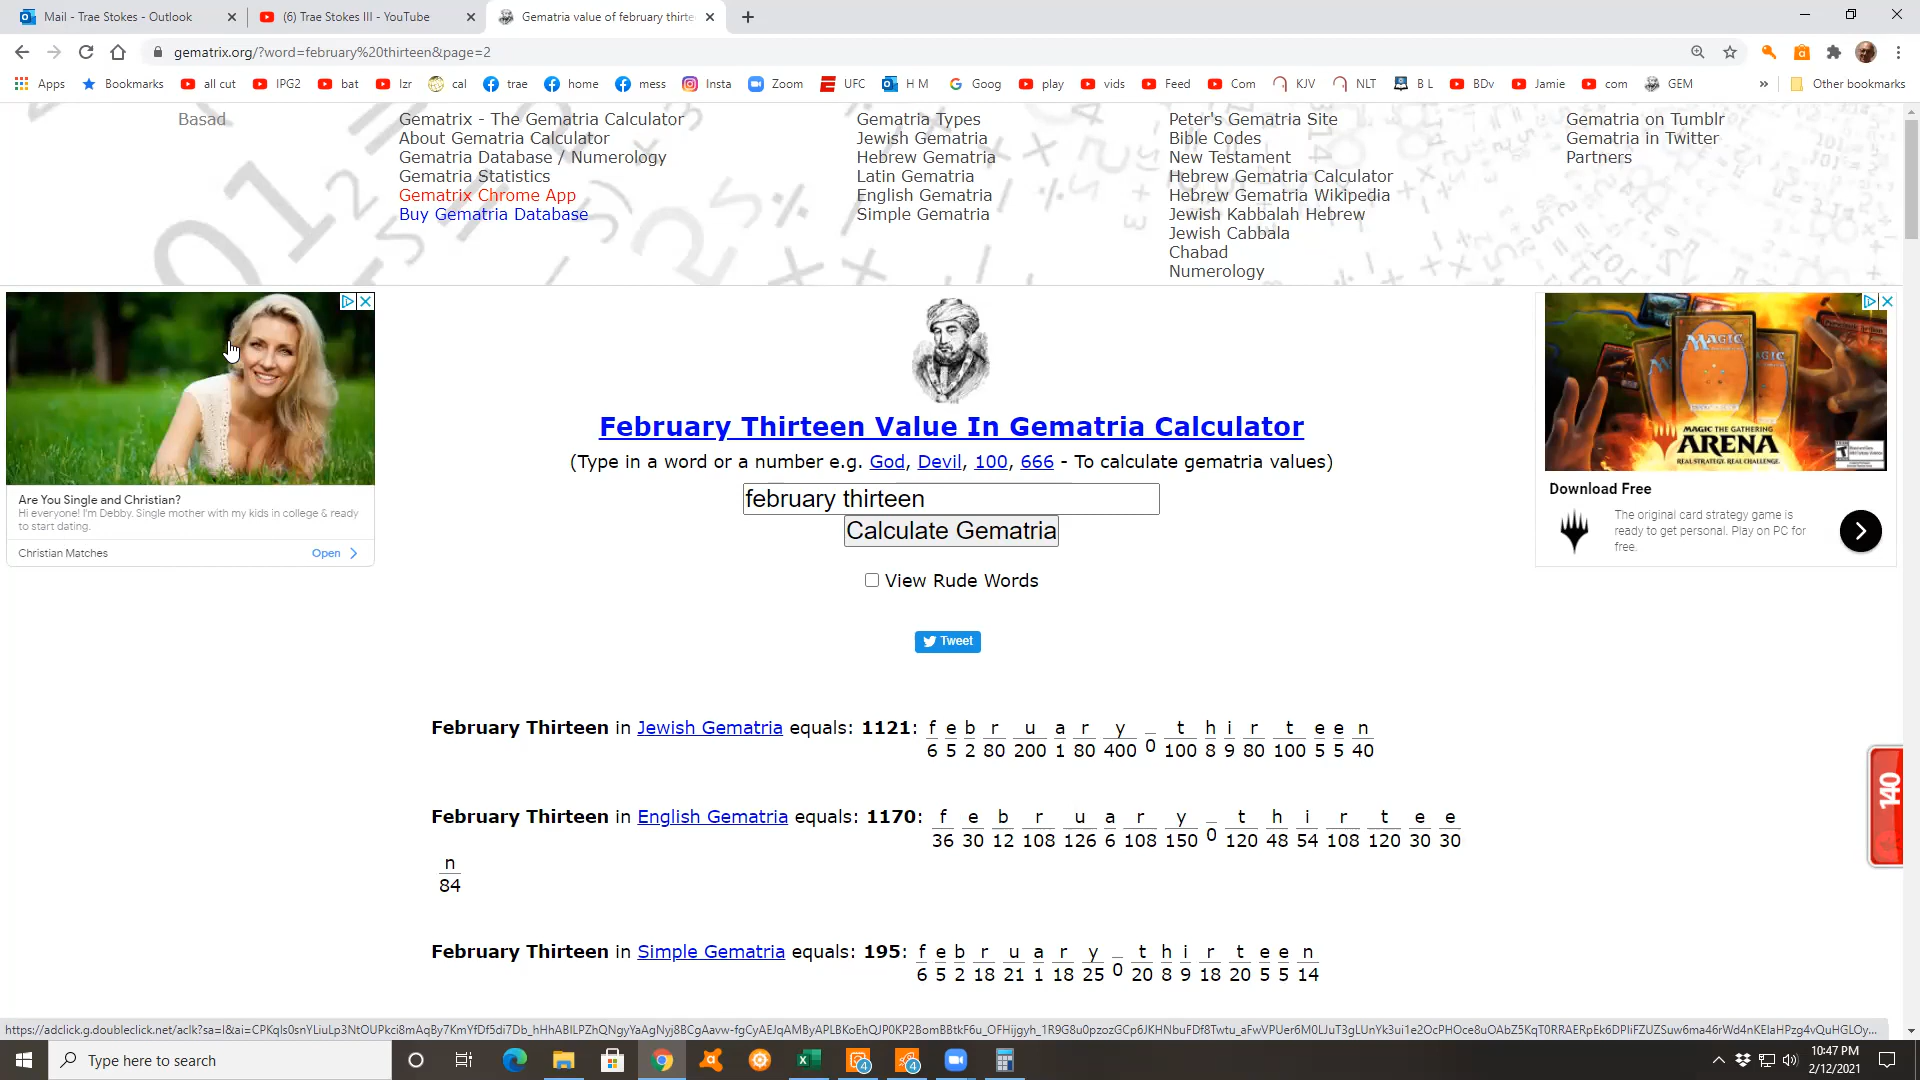 Mail - Trae Stokes - Outlook
(6) Trae Stokes III - YouTube
Gematria value of february thirte
gematrix.org/?word=february%20thirteen&page=2
Apps
Bookmarks
all cut
IPG2
bat
lzr
cal
trae
home
mess
Insta
Zoom
UFC
H M
Goog
play
vids
Feed
Com
KJV
NLT
B L
BDv
Jamie
com
GEM
»
Other bookmarks
Basad
Gematrix - The Gematria Calculator
About Gematria Calculator
Gematria Database / Numerology
Gematria Statistics
Gematrix Chrome App
Buy Gematria Database
Gematria Types
Jewish Gematria
Hebrew Gematria
Latin Gematria
English Gematria
Simple Gematria
Peter's Gematria Site
Bible Codes
New Testament
Hebrew Gematria Calculator
Hebrew Gematria Wikipedia
Jewish Kabbalah Hebrew
Jewish Cabbala
Chabad
Numerology
Gematria on Tumblr
Gematria in Twitter
Partners
Are You Single and Christian?
Hi everyone! I'm Debby. Single mother with my kids in college & ready
to start dating.
Christian Matches
Open
February Thirteen Value In Gematria Calculator
(Type in a word or a number e.g. God, Devil, 100, 666 - To calculate gematria values)
february thirteen
Calculate Gematria
View Rude Words
Tweet
MAGIC
MAGIC THE GATHERING
ARENA
REAL STRATEGY. REAL CHALLENGE.
Download Free
The original card strategy game is
ready to get personal. Play on PC for
free.
February Thirteen in Jewish Gematria equals: 1121: f e b r u a r y _ t h i r t e e n
6 5 2 80 200 1 80 400 0 100 8 9 80 100 5 5 40
February Thirteen in English Gematria equals: 1170: f e b r u a r y _ t h i r t e e
36 30 12 108 126 6 108 150 0 120 48 54 108 120 30 30
n
84
February Thirteen in Simple Gematria equals: 195: f e b r u a r y _ t h i r t e e n
6 5 2 18 21 1 18 25 0 20 8 9 18 20 5 5 14
140
Type here to search
4
4
10:47 PM
2/12/2021